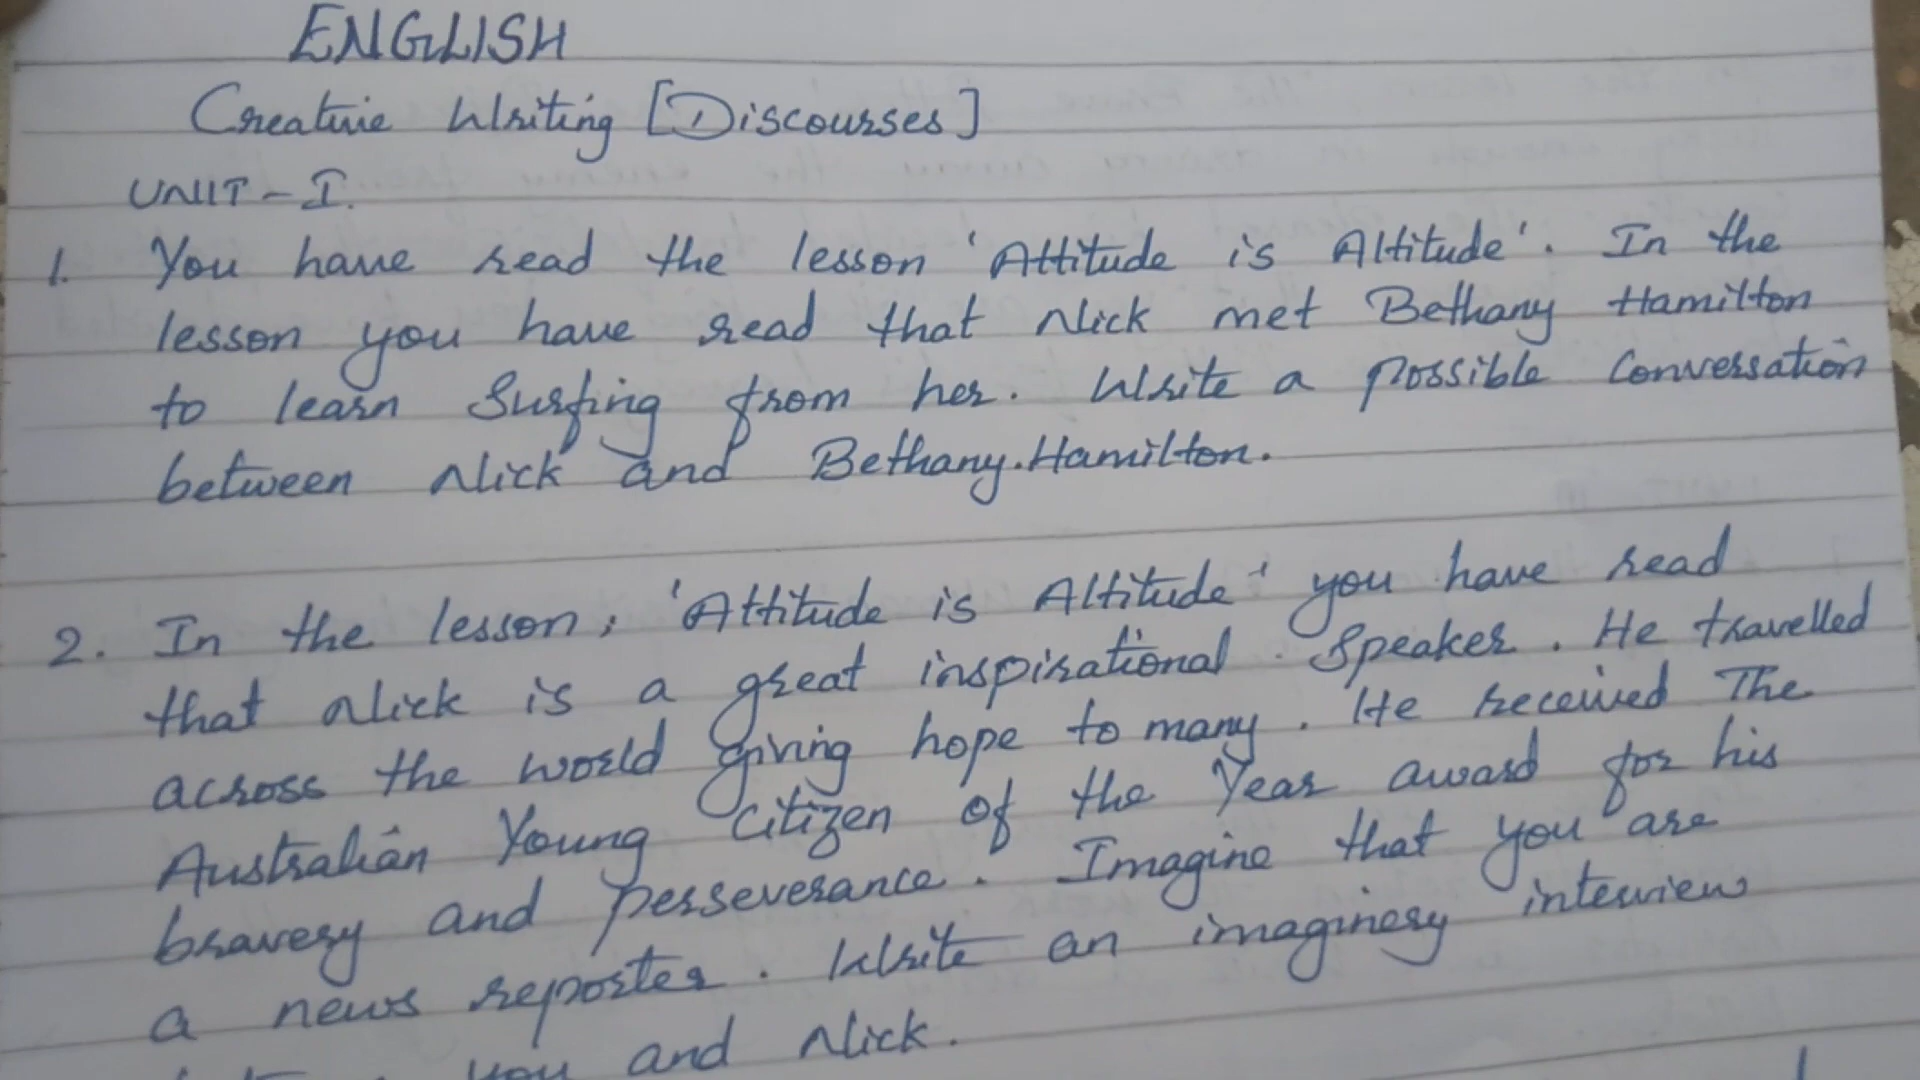 ENGLISH
Creative Writing [Discourses]
UNIT - I.
1. You have read the lesson 'Attitude is Altitude'. In the
lesson you have read that Nick met Bethany Hamilton
to learn Surfing from her. Write a possible Conversation
between Nick and Bethany.Hamilton.
2. In the lesson, 'Attitude is Altitude' you have read
that Nick is a great inspirational Speaker. He travelled
across the world giving hope to many. He received The
Australian Young Citizen of the Year award for his
bravery and perseverance. Imagine that you are
a news reporter. Write an imaginery interview
you and Nick.